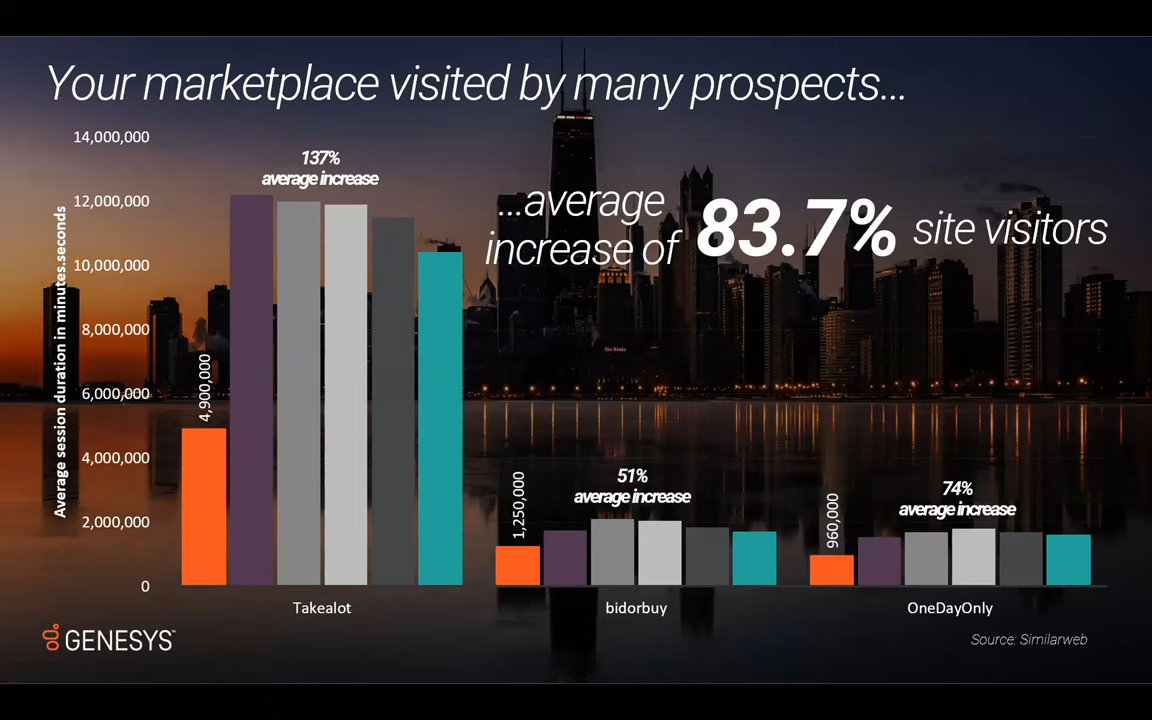 Your marketplace visited by many prospects...
14,000,000
12,000,000
10,000,000
8,000,000
6,000,000
4,000,000
2,000,000
0
Average session duration in minutes.seconds
137%
average increase
...average
increase of
83.7%
site visitors
The Drake
4,900,000
1,250,000
51%
average increase
960,000
74%
average increase
Takealot
bidorbuy
OneDayOnly
GENESYS™
Source: Similarweb